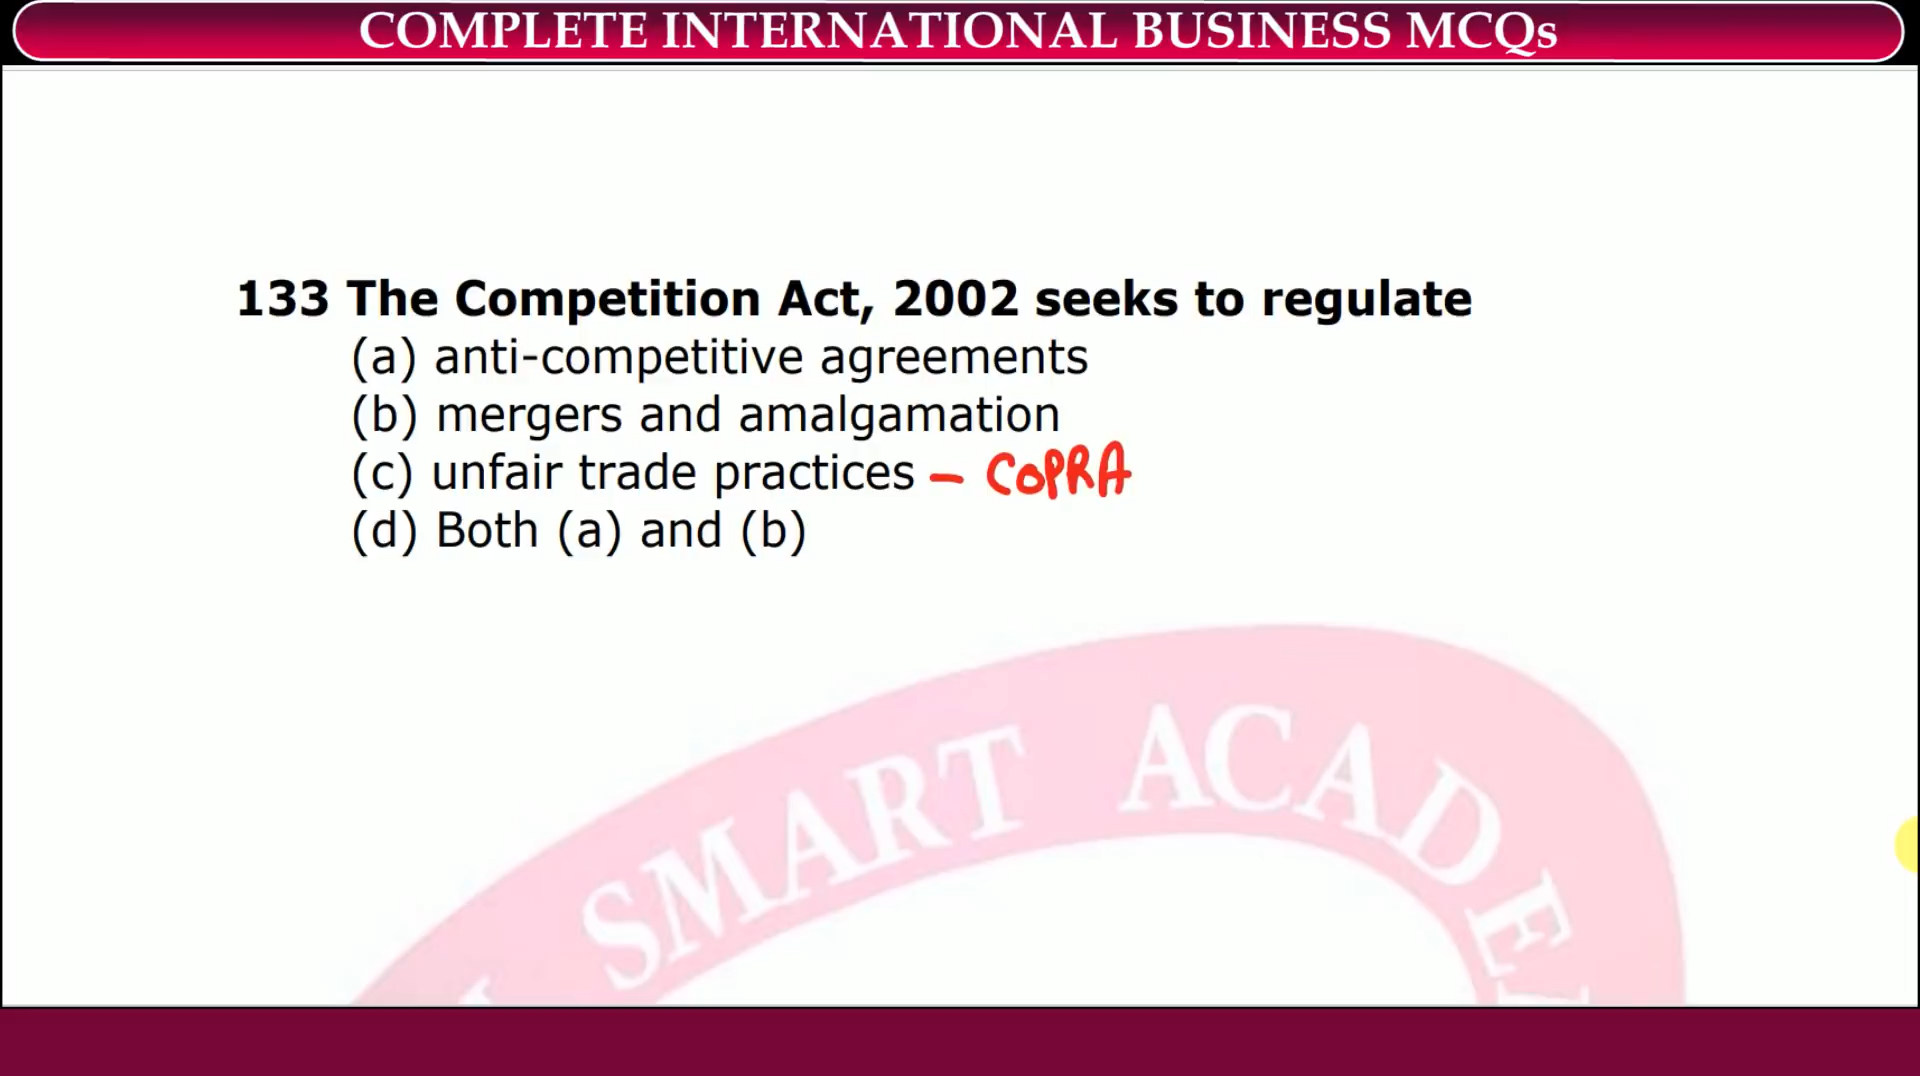 COMPLETE INTERNATIONAL BUSINESS MCQs
133 The Competition Act, 2002 seeks to regulate
(a) anti-competitive agreements
(b) mergers and amalgamation
(c) unfair trade practices - COPRA
(d) Both (a) and (b)
SMART ACADE